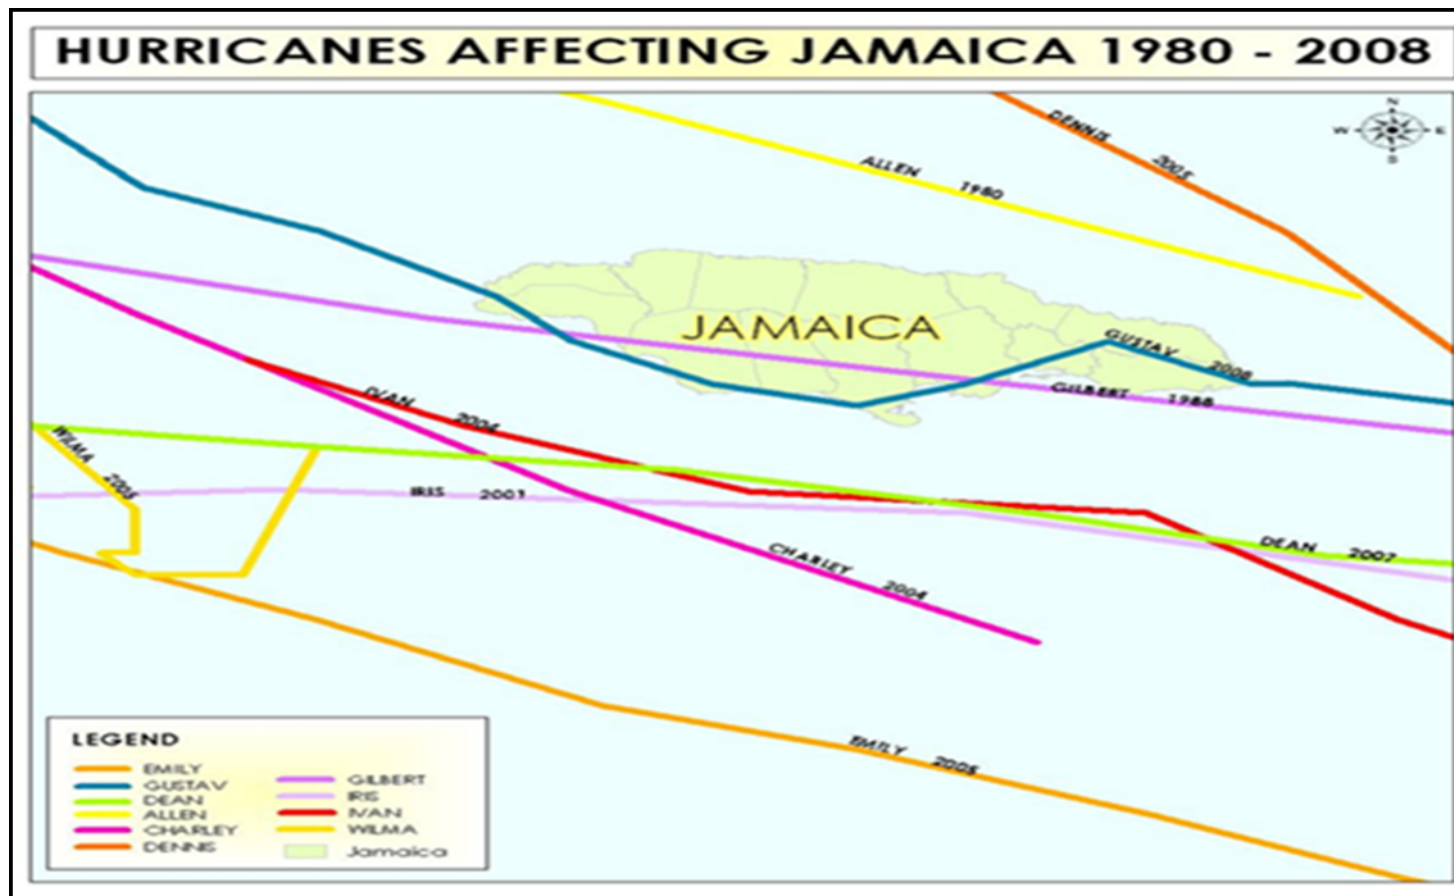 HURRICANES AFFECTING JAMAICA 1980 - 2008
N
W E
S
DENNIS 2005
ALLEN 1980
JAMAICA
GUSTAV 2008
GILBERT 1988
IVAN 2004
WILMA 2005
IRIS 2001
DEAN 2007
CHARLEY 2004
EMILY 2005
LEGEND
EMILY
GUSTAV
DEAN
ALLEN
CHARLEY
DENNIS
GILBERT
IRIS
IVAN
WILMA
Jamaica